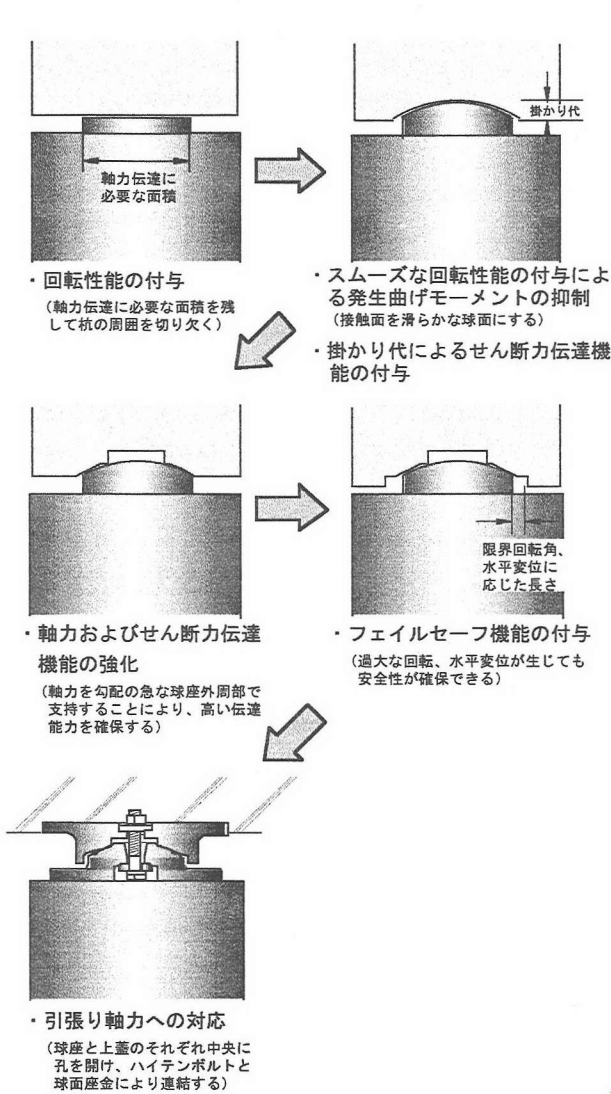 軸力伝達に
必要な面積
掛かり代
・回転性能の付与
（軸力伝達に必要な面積を残
して杭の周囲を切り欠く）
・スムーズな回転性能の付与によ
る発生曲げモーメントの抑制
（接触面を滑らかな球面にする）
・掛かり代によるせん断力伝達機
能の付与
限界回転角、
水平変位に
応じた長さ
・軸力およびせん断力伝達
機能の強化
（軸力を勾配の急な球座外周部で
支持することにより、高い伝達
能力を確保する）
・フェイルセーフ機能の付与
（過大な回転、水平変位が生じても
安全性が確保できる）
・引張り軸力への対応
（球座と上蓋のそれぞれ中央に
孔を開け、ハイテンボルトと
球面座金により連結する）